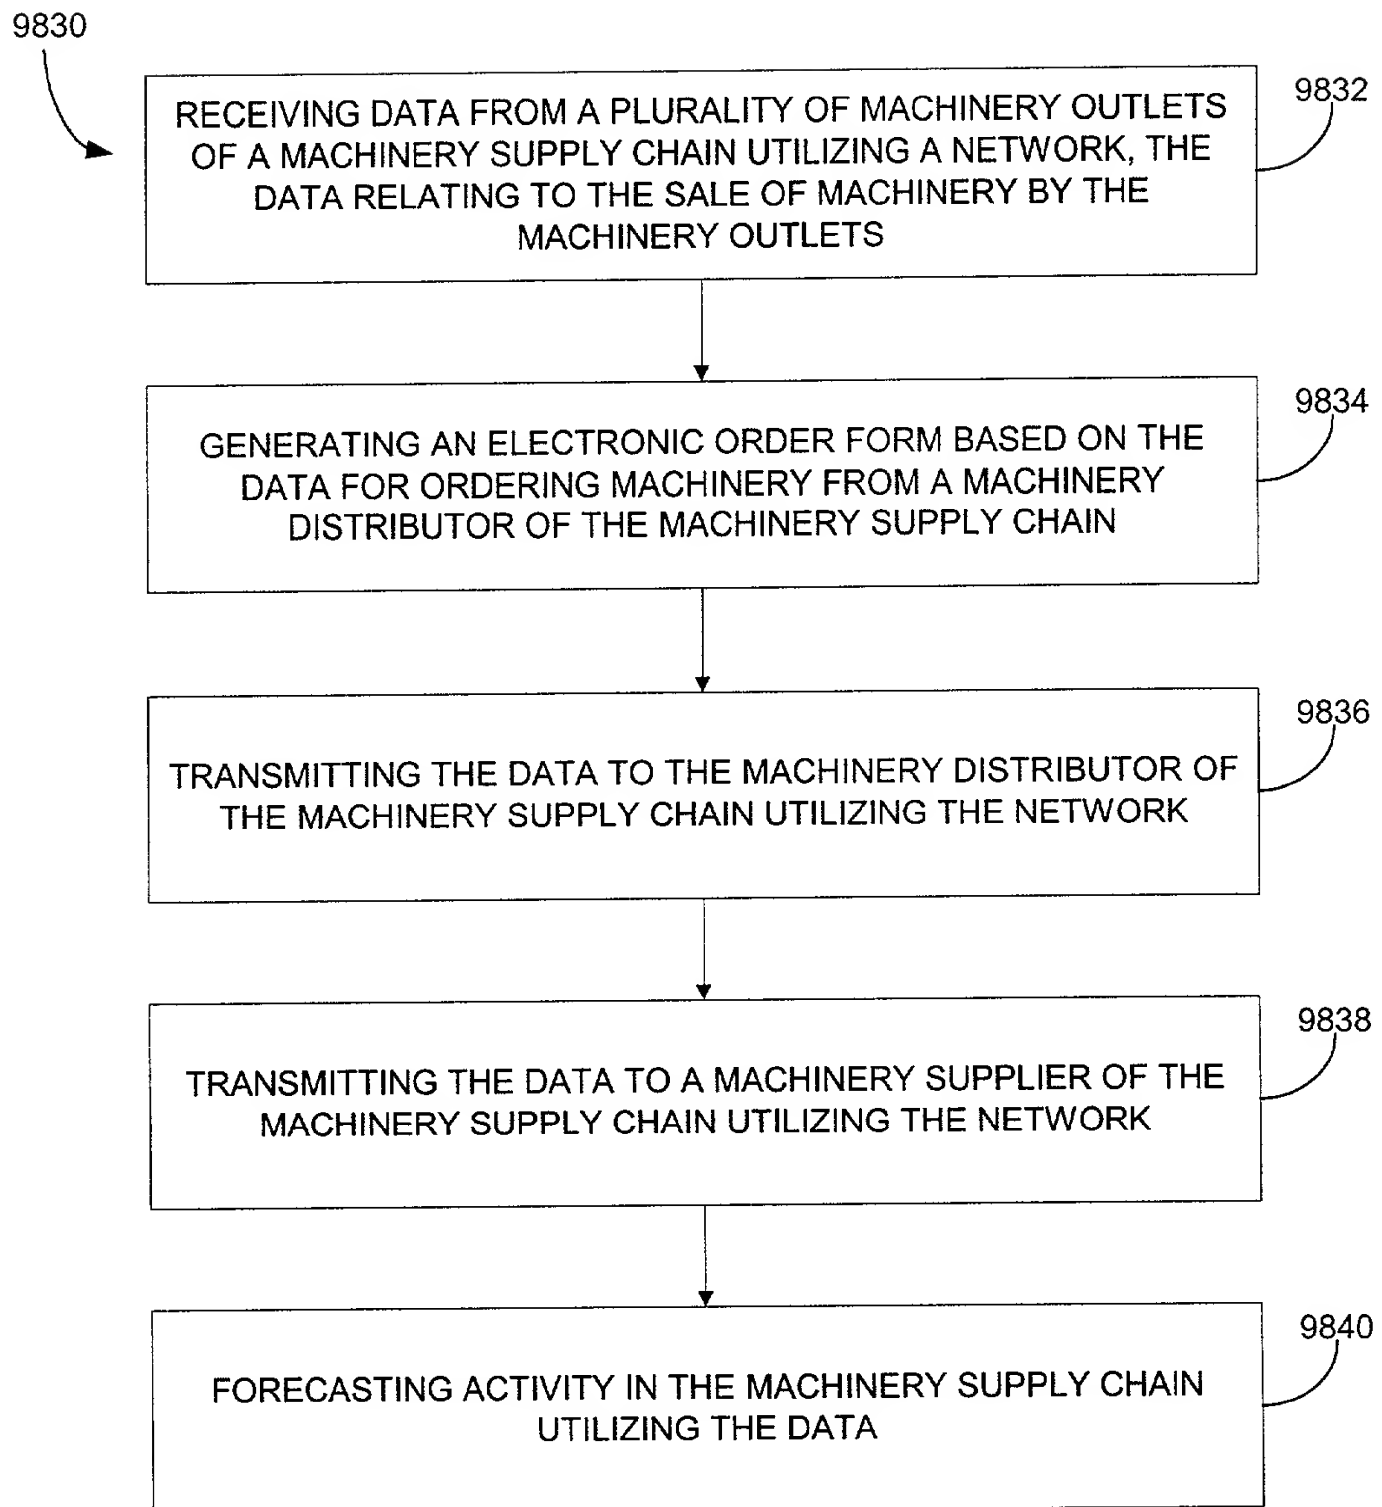 9830
RECEIVING DATA FROM A PLURALITY OF MACHINERY OUTLETS
OF A MACHINERY SUPPLY CHAIN UTILIZING A NETWORK, THE
DATA RELATING TO THE SALE OF MACHINERY BY THE
MACHINERY OUTLETS
9832
GENERATING AN ELECTRONIC ORDER FORM BASED ON THE
DATA FOR ORDERING MACHINERY FROM A MACHINERY
DISTRIBUTOR OF THE MACHINERY SUPPLY CHAIN
9834
TRANSMITTING THE DATA TO THE MACHINERY DISTRIBUTOR OF
THE MACHINERY SUPPLY CHAIN UTILIZING THE NETWORK
9836
TRANSMITTING THE DATA TO A MACHINERY SUPPLIER OF THE
MACHINERY SUPPLY CHAIN UTILIZING THE NETWORK
9838
FORECASTING ACTIVITY IN THE MACHINERY SUPPLY CHAIN
UTILIZING THE DATA
9840